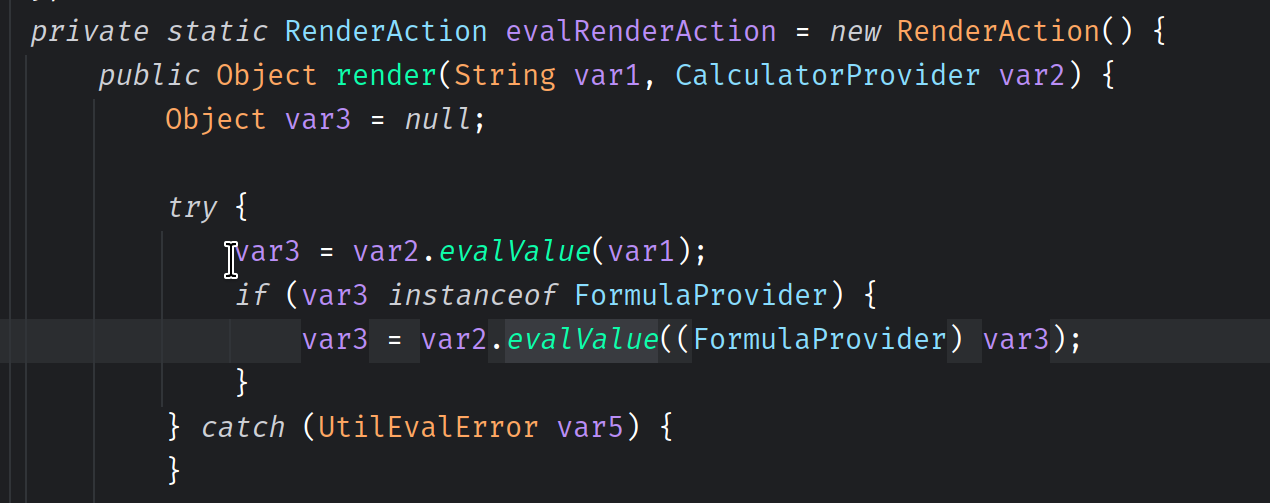 private static RenderAction evalRenderAction = new RenderAction() {
public Object render(String var1, CalculatorProvider var2) {
Object var3 = null;
try {
var3 = var2.evalValue(var1);
if (var3 instanceof FormulaProvider) {
var3 = var2.evalValue((FormulaProvider) var3);
}
} catch (UtilEvalError var5) {
}